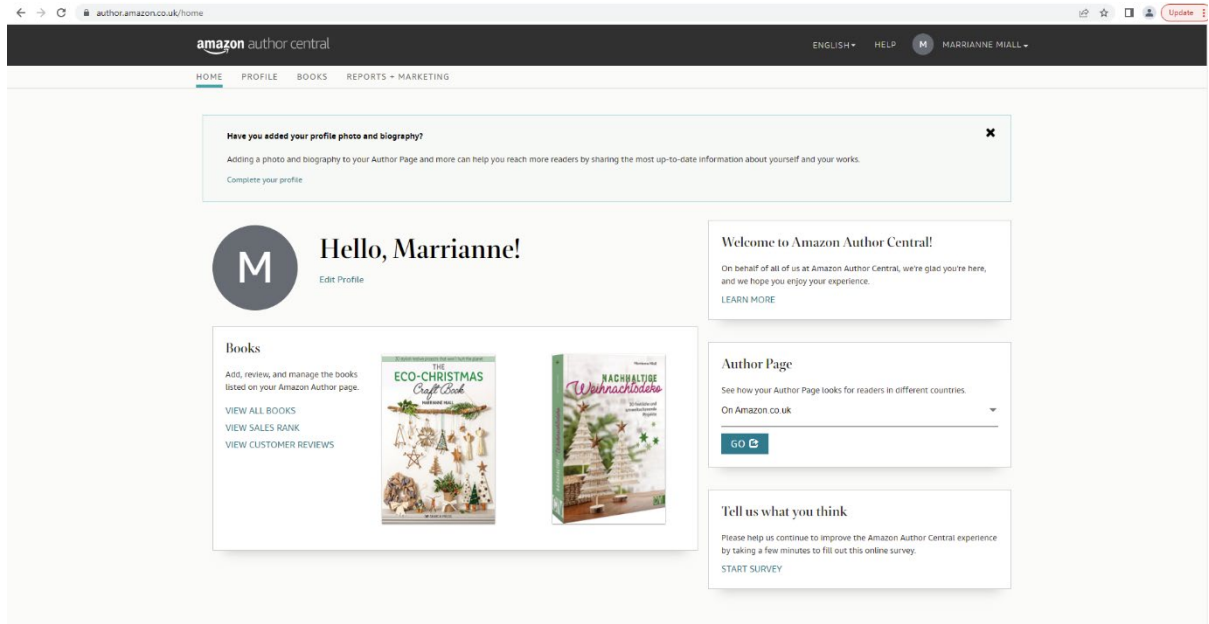 author.amazon.co.uk/home
Update
amazon author central
ENGLISH
HELP
M
MARRIANNE MIALL
HOME
PROFILE
BOOKS
REPORTS + MARKETING
Have you added your profile photo and biography?
Adding a photo and biography to your Author Page and more can help you reach more readers by sharing the most up-to-date information about yourself and your works.
Complete your profile
M
Hello, Marrianne!
Edit Profile
Books
Add, review, and manage the books
listed on your Amazon Author page.
VIEW ALL BOOKS
VIEW SALES RANK
VIEW CUSTOMER REVIEWS
THE
ECO-CHRISTMAS
Craft Book
MARRIANNE MIALL
NACHHALTIGE
Weihnachtsdeko
Welcome to Amazon Author Central!
On behalf of all of us at Amazon Author Central, we're glad you're here,
and we hope you enjoy your experience.
LEARN MORE
Author Page
See how your Author Page looks for readers in different countries.
On Amazon.co.uk
GO
Tell us what you think
Please help us continue to improve the Amazon Author Central experience
by taking a few minutes to fill out this online survey.
START SURVEY